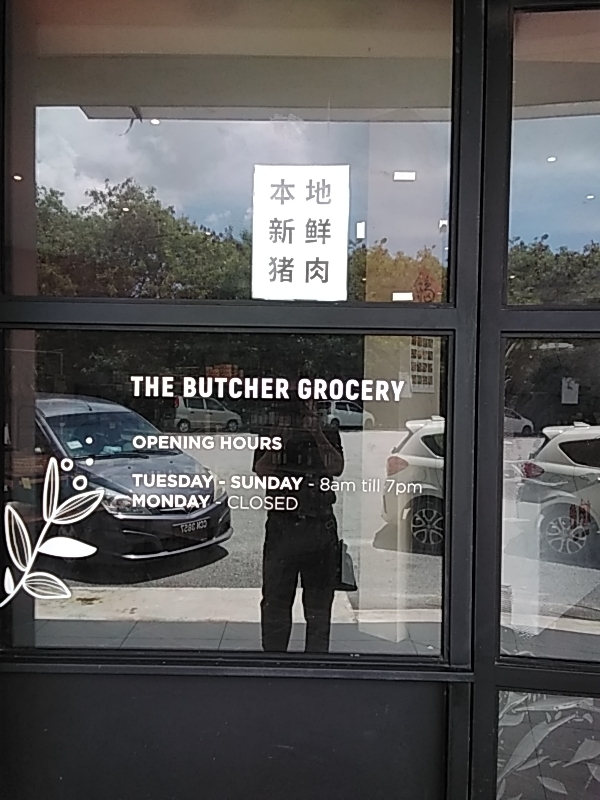 本地
新鲜
猪肉
THE BUTCHER GROCERY
OPENING HOURS
TUESDAY - SUNDAY - 8am till 7pm
MONDAY - CLOSED